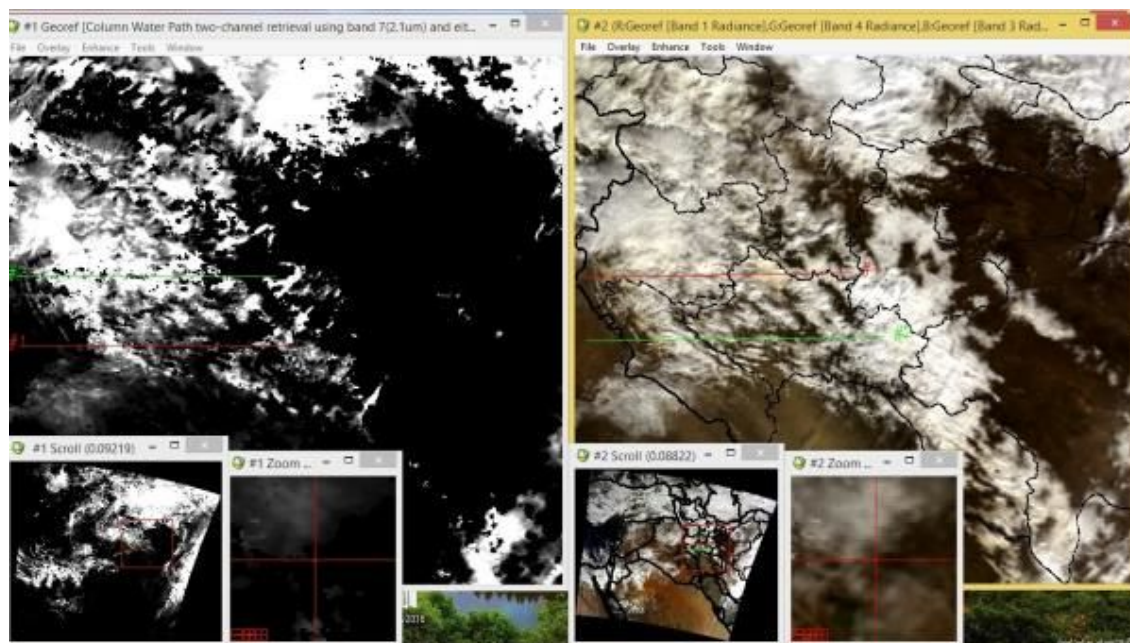 #1 Georef [Column Water Path two-channel retrieval using band 7(2.1um) and eit...
File Overlay Enhance Tools Window
#2 (R:Georef [Band 1 Radiance],G:Georef [Band 4 Radiance],B:Georef [Band 3 Rad...
File Overlay Enhance Tools Window
#1 Scroll (0.09219)
#1 Zoom ...
#2 Scroll (0.08822)
#2 Zoom ...